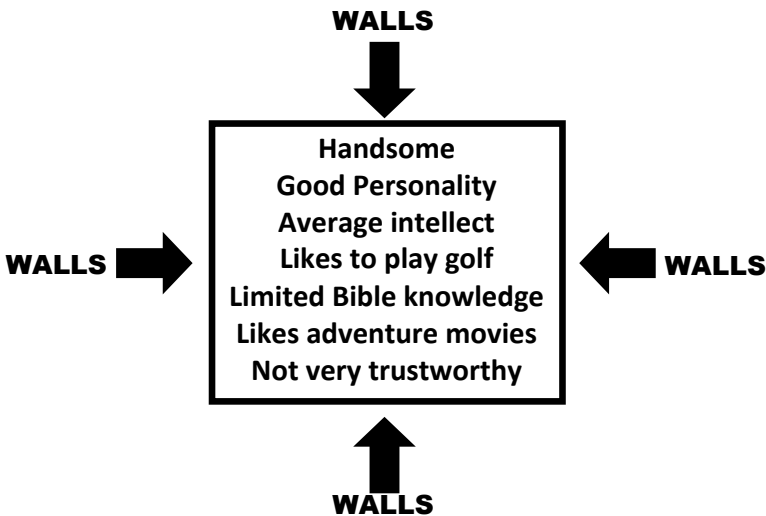 WALLS
Handsome
Good Personality
Average intellect
Likes to play golf
WALLS
WALLS
Limited Bible knowledge
Likes adventure movies
Not very trustworthy
WALLS